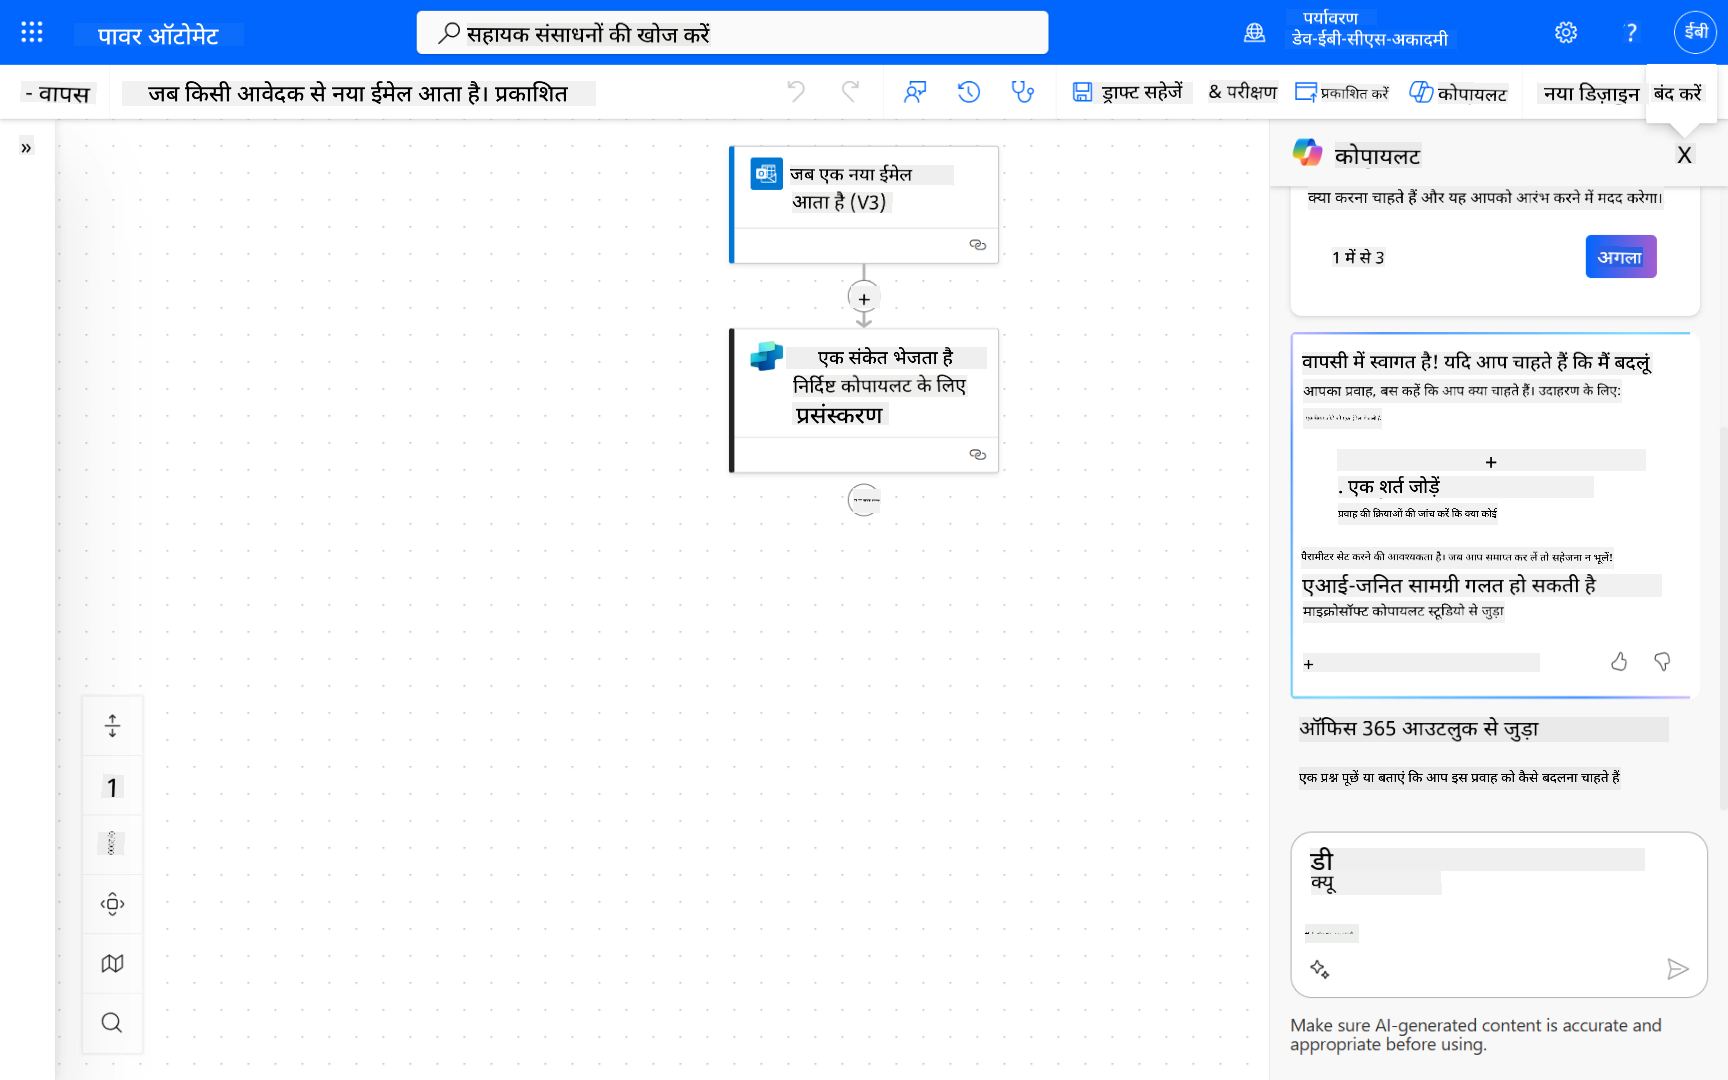 पावर ऑटोमेट
सहायक संसाधनों की खोज करें
पर्यावरण
डेव-ईबी-सीएस-अकादमी
?
ईबी
- वापस
जब किसी आवेदक से नया ईमेल आता है। प्रकाशित
ड्राफ्ट सहेजें
& परीक्षण
प्रकाशित करें
कोपायलट
नया डिज़ाइन
बंद करें
»
जब एक नया ईमेल
आता है (V3)
+
एक संकेत भेजता है
निर्दिष्ट कोपायलट के लिए
प्रसंस्करण
1
कोपायलट
X
क्या करना चाहते हैं और यह आपको आरंभ करने में मदद करेगा।
1 में से 3
अगला
वापसी में स्वागत है! यदि आप चाहते हैं कि मैं बदलूं
आपका प्रवाह, बस कहें कि आप क्या चाहते हैं। उदाहरण के लिए:
+
. एक शर्त जोड़ें
प्रवाह की क्रियाओं की जांच करें कि क्या कोई
पैरामीटर सेट करने की आवश्यकता है। जब आप समाप्त कर लें तो सहेजना न भूलें!
एआई-जनित सामग्री गलत हो सकती है
माइक्रोसॉफ्ट कोपायलट स्टूडियो से जुड़ा
+
ऑफिस 365 आउटलुक से जुड़ा
एक प्रश्न पूछें या बताएं कि आप इस प्रवाह को कैसे बदलना चाहते हैं
डी
क्यू
Make sure AI-generated content is accurate and
appropriate before using.